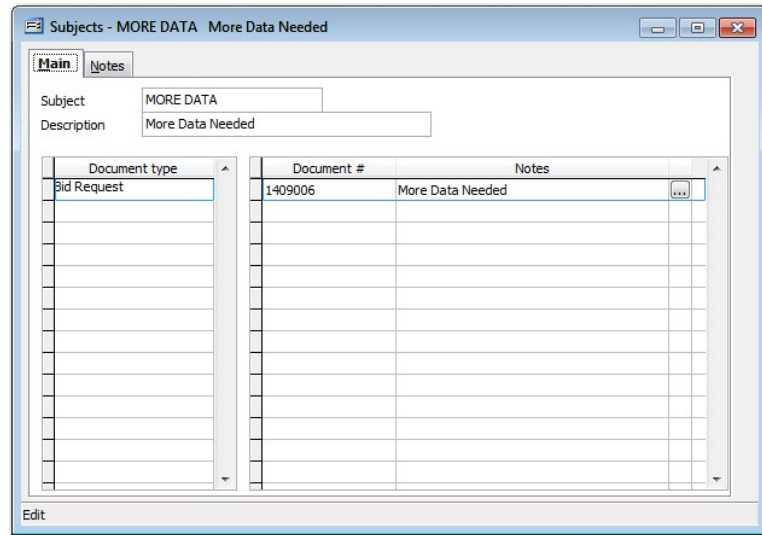 Subjects - MORE DATA   More Data Needed
Main Notes
Subject MORE DATA
Description More Data Needed
Document type Document # Notes
Bid Request 1409006 More Data Needed ...
Edit